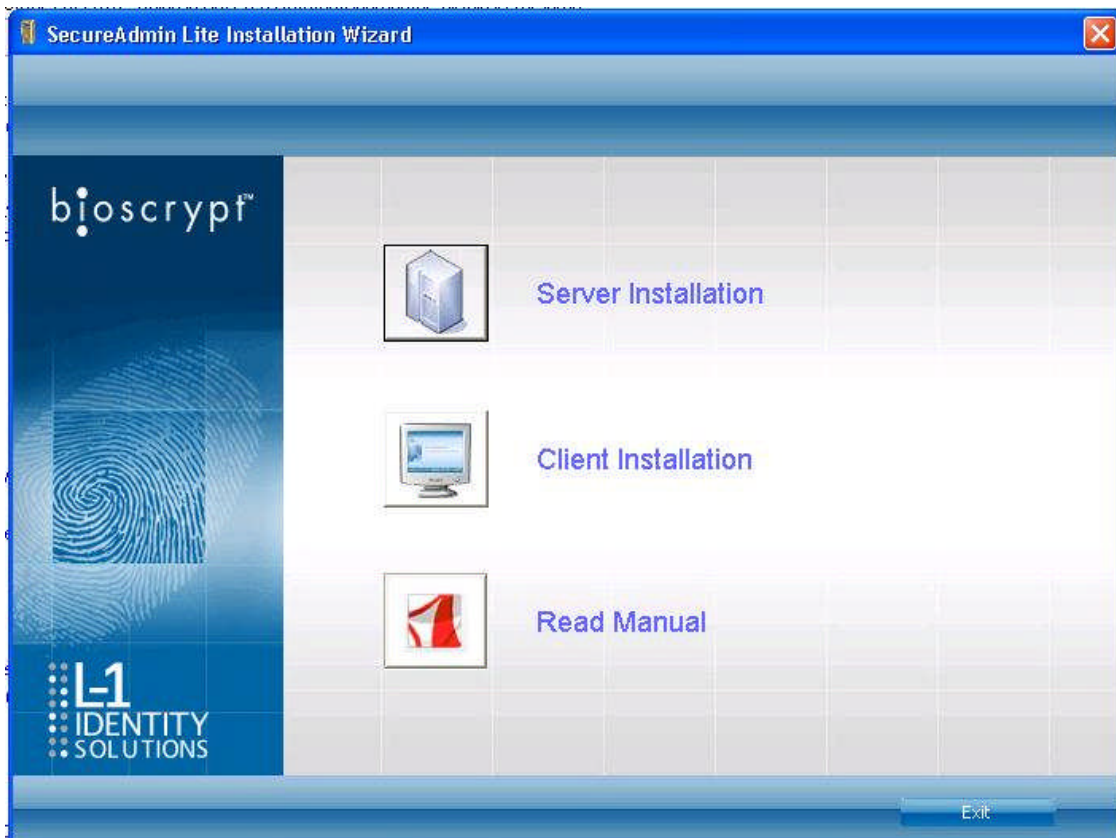 SecureAdmin Lite Installation Wizard
bioscrypt™
Server Installation
Client Installation
Read Manual
L-1
IDENTITY
SOLUTIONS
Exit